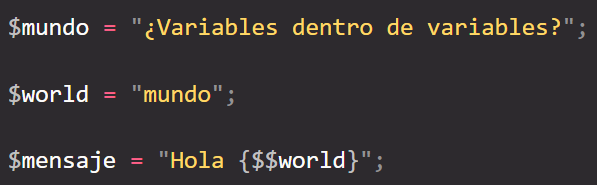 $mundo = "¿Variables dentro de variables?";
$world = "mundo";
$mensaje = "Hola {$$world}";